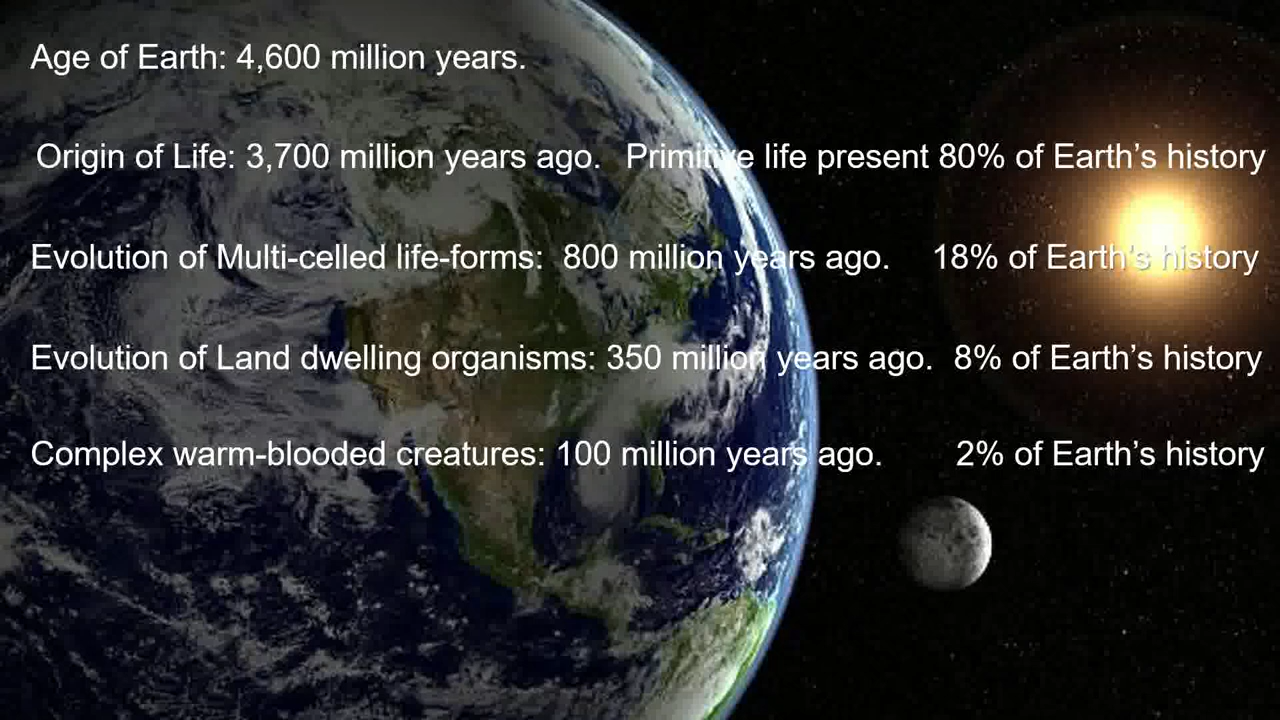 Age of Earth: 4,600 million years.
Origin of Life: 3,700 million years ago. Primitive life present 80% of Earth’s history
Evolution of Multi-celled life-forms: 800 million years ago. 18% of Earth’s history
Evolution of Land dwelling organisms: 350 million years ago. 8% of Earth’s history
Complex warm-blooded creatures: 100 million years ago. 2% of Earth’s history